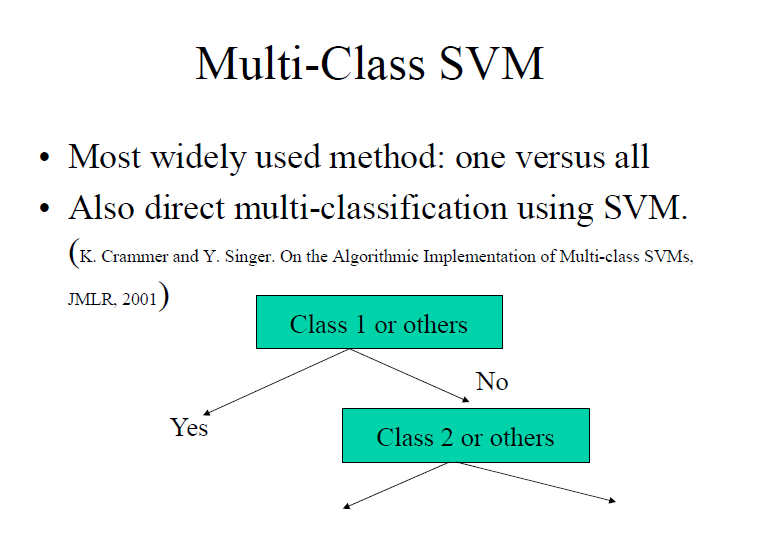 Multi-Class SVM
• Most widely used method: one versus all
• Also direct multi-classification using SVM.
(K. Crammer and Y. Singer. On the Algorithmic Implementation of Multi-class SVMs,
JMLR, 2001)
Class 1 or others
No
Yes
Class 2 or others